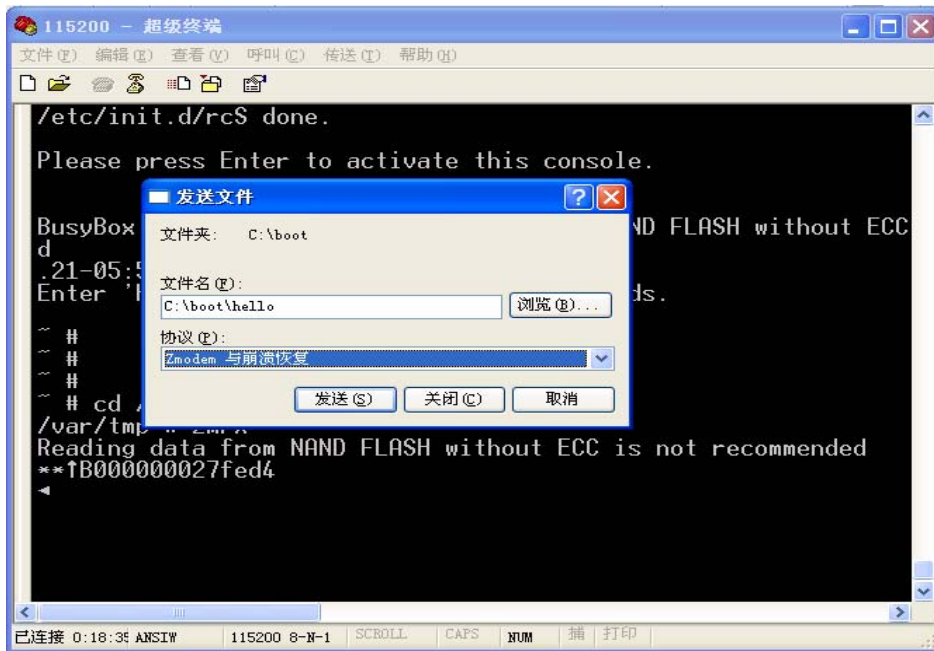 115200 - 超级终端
文件(F) 编辑(E) 查看(V) 呼叫(C) 传送(T) 帮助(H)
/etc/init.d/rcS done.
Please press Enter to activate this console.
发送文件
BusyBox
ND FLASH without ECC
文件夹: C:\boot
d
.21-05:5
文件名(F):
Enter
ds.
C:\boot\hello
浏览(B)...
~ #
协议(P):
~ #
Zmodem 与崩溃恢复
~ #
~ # cd /
发送(S) 关闭(C) 取消
/var/tmp
Reading data from NAND FLASH without ECC is not recommended
**↑B000000027fed4
已连接 0:18:35 ANSIW 115200 8-N-1 SCROLL CAPS NUM 捕 打印